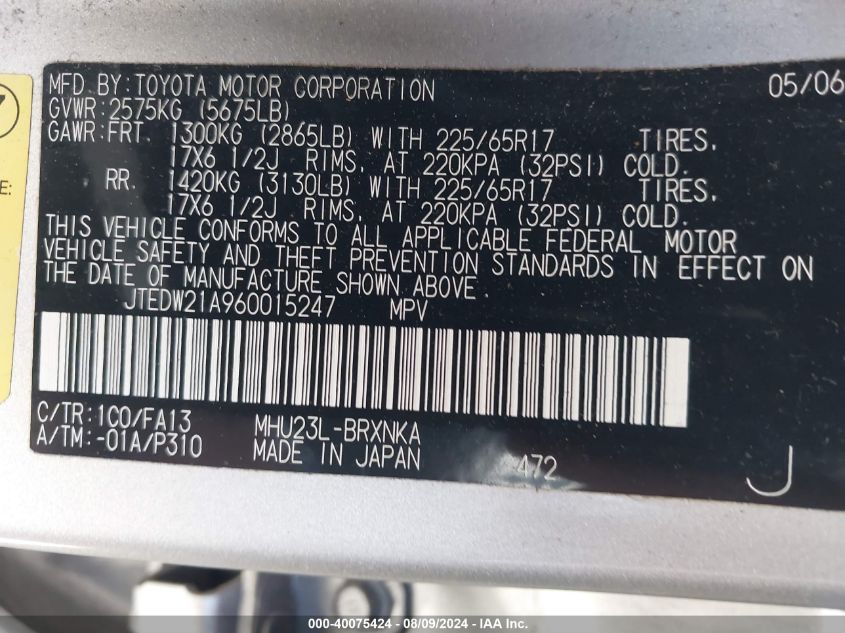 MFD.BY:TOYOTA MOTOR CORPORATION 05/06
GVWR:2575KG (5675LB)
GAWR:FRT. 1300KG (2865LB) WITH 225/65R17 TIRES.
17X6 1/2J RIMS, AT 220KPA (32PSI) COLD.
RR. 1420KG (3130LB) WITH 225/65R17 TIRES,
17X6 1/2J RIMS, AT 220KPA (32PSI) COLD.
THIS VEHICLE CONFORMS TO ALL APPLICABLE FEDERAL MOTOR
VEHICLE SAFETY AND THEFT PREVENTION STANDARDS IN EFFECT ON
THE DATE OF MANUFACTURE SHOWN ABOVE.
JTEDW21A960015247 MPV
C/TR:1C0/FA13 MHU23L-BRXNKA
A/TM:-01A/P310 MADE IN JAPAN 472
J
E:
000-40075424 - 08/09/2024 - IAA Inc.